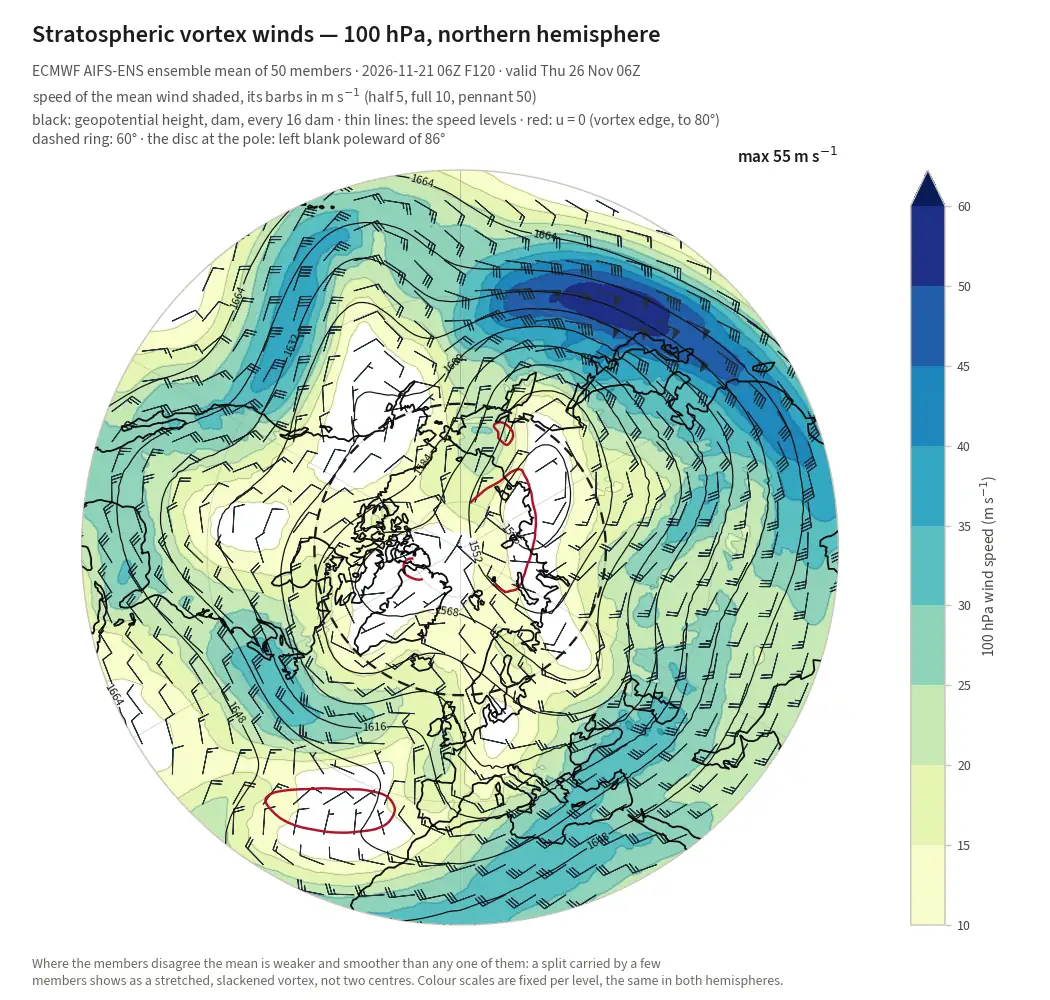 Stratospheric vortex winds — 100 hPa, northern hemisphere
ECMWF AIFS-ENS ensemble mean of 50 members · 2026-11-21 06Z F120 · valid Thu 26 Nov 06Z
speed of the mean wind shaded, its barbs in m s⁻¹ (half 5, full 10, pennant 50)
black: geopotential height, dam, every 16 dam · thin lines: the speed levels · red: u = 0 (vortex edge, to 80°)
dashed ring: 60° · the disc at the pole: left blank poleward of 86°
max 55 m s⁻¹
1664
1664
1664
1632
1552
1568
1664
1648
1616
60
50
45
40
35
30
25
20
15
10
100 hPa wind speed (m s⁻¹)
Where the members disagree the mean is weaker and smoother than any one of them: a split carried by a few
members shows as a stretched, slackened vortex, not two centres. Colour scales are fixed per level, the same in both hemispheres.